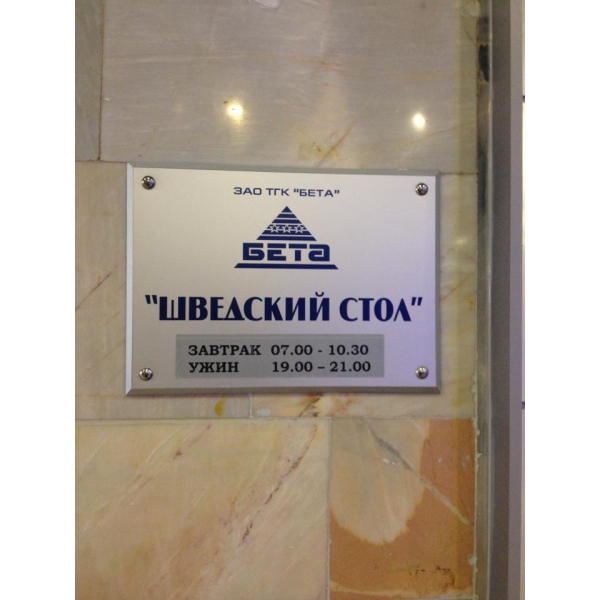 ЗАО ТГК "БЕТА"
БЕТА
"ШВЕДСКИЙ СТОЛ"
ЗАВТРАК 07.00 - 10.30
УЖИН 19.00 – 21.00